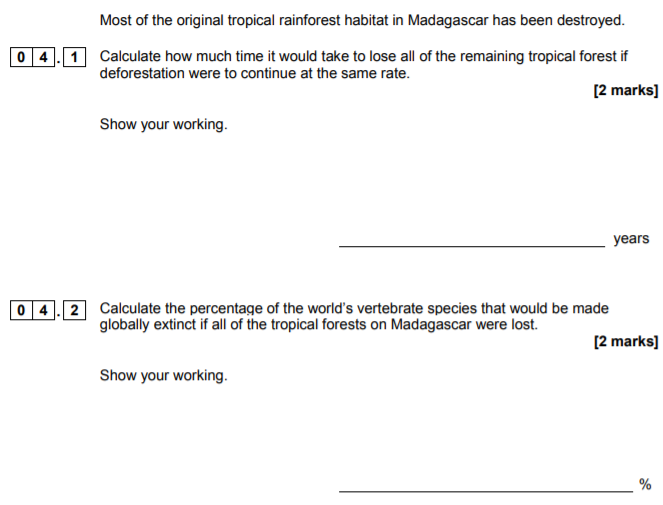 Most of the original tropical rainforest habitat in Madagascar has been destroyed.
0 4 . 1 Calculate how much time it would take to lose all of the remaining tropical forest if
deforestation were to continue at the same rate.
[2 marks]
Show your working.
years
0 4 . 2 Calculate the percentage of the world's vertebrate species that would be made
globally extinct if all of the tropical forests on Madagascar were lost.
[2 marks]
Show your working.
%